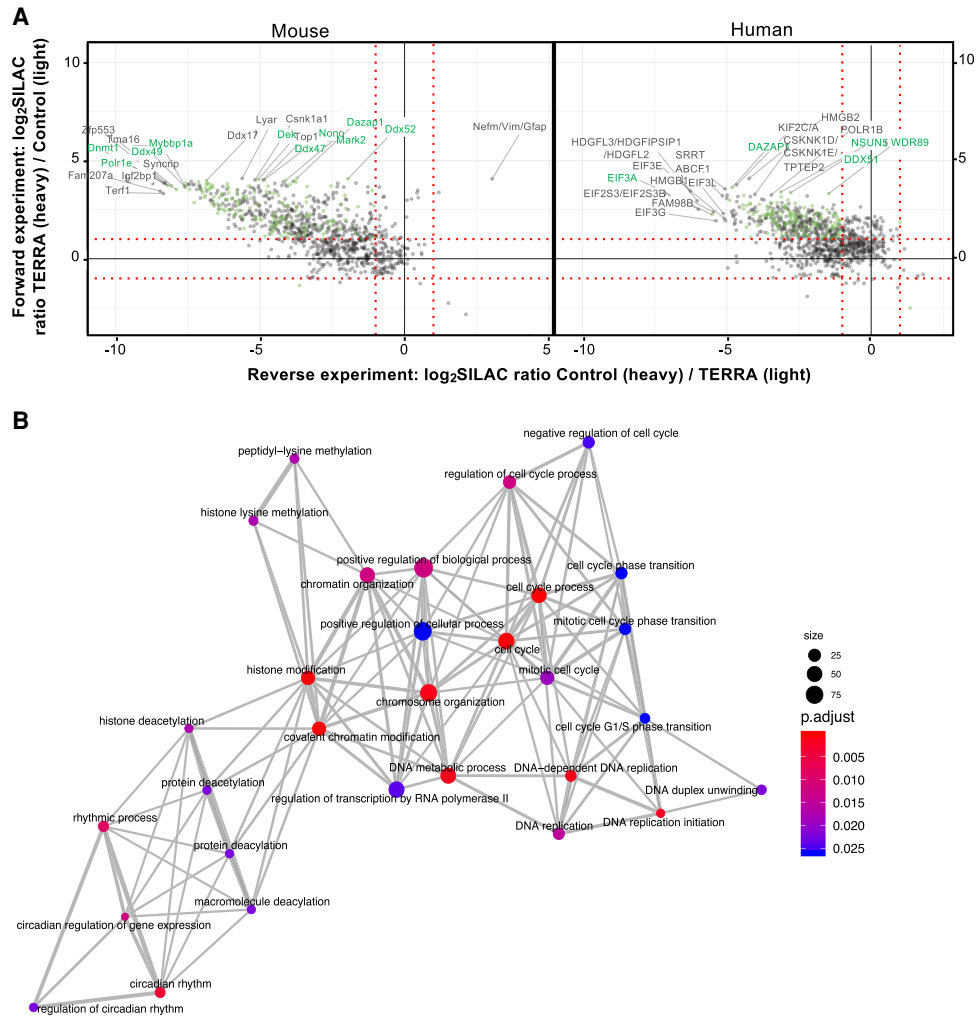 A
Mouse
Human
Forward experiment: log2SILAC
ratio TERRA (heavy) / Control (light)
10
5
0
10
5
0
Zfp553
Tma16
Dnmt1
Mybbp1a
Ddx49
Polr1e
Syncrip
Fam207a
Igf2bp1
Terf1
Ddx17
Lyar
Csnk1a1
Dek
Top1
Nono
Ddx47
Mark2
Dazap1
Ddx52
Nefm/Vim/Gfap
HDGFL3/HDGFIPSIP1
/HDGFL2
SRRT
EIF3E
ABCF1
EIF3A
HMGB1
EIF3L
EIF2S3/EIF2S3B
FAM98B
EIF3G
HMGB2
KIF2C/A
POLR1B
CSKNK1D/
DAZAP1
NSUN5
WDR89
CSKNK1E/
DDX51
TPTEP2
-10
-5
0
5
-10
-5
0
Reverse experiment: log2SILAC ratio Control (heavy) / TERRA (light)
B
negative regulation of cell cycle
peptidyl-lysine methylation
regulation of cell cycle process
histone lysine methylation
positive regulation of biological process
cell cycle phase transition
chromatin organization
cell cycle process
positive regulation of cellular process
mitotic cell cycle phase transition
cell cycle
histone modification
mitotic cell cycle
chromosome organization
histone deacetylation
cell cycle G1/S phase transition
covalent chromatin modification
DNA metabolic process
DNA-dependent DNA replication
protein deacetylation
DNA duplex unwinding
regulation of transcription by RNA polymerase II
rhythmic process
DNA replication initiation
DNA replication
protein deacylation
macromolecule deacylation
circadian regulation of gene expression
circadian rhythm
regulation of circadian rhythm
size
25
50
75
p.adjust
0.005
0.010
0.015
0.020
0.025